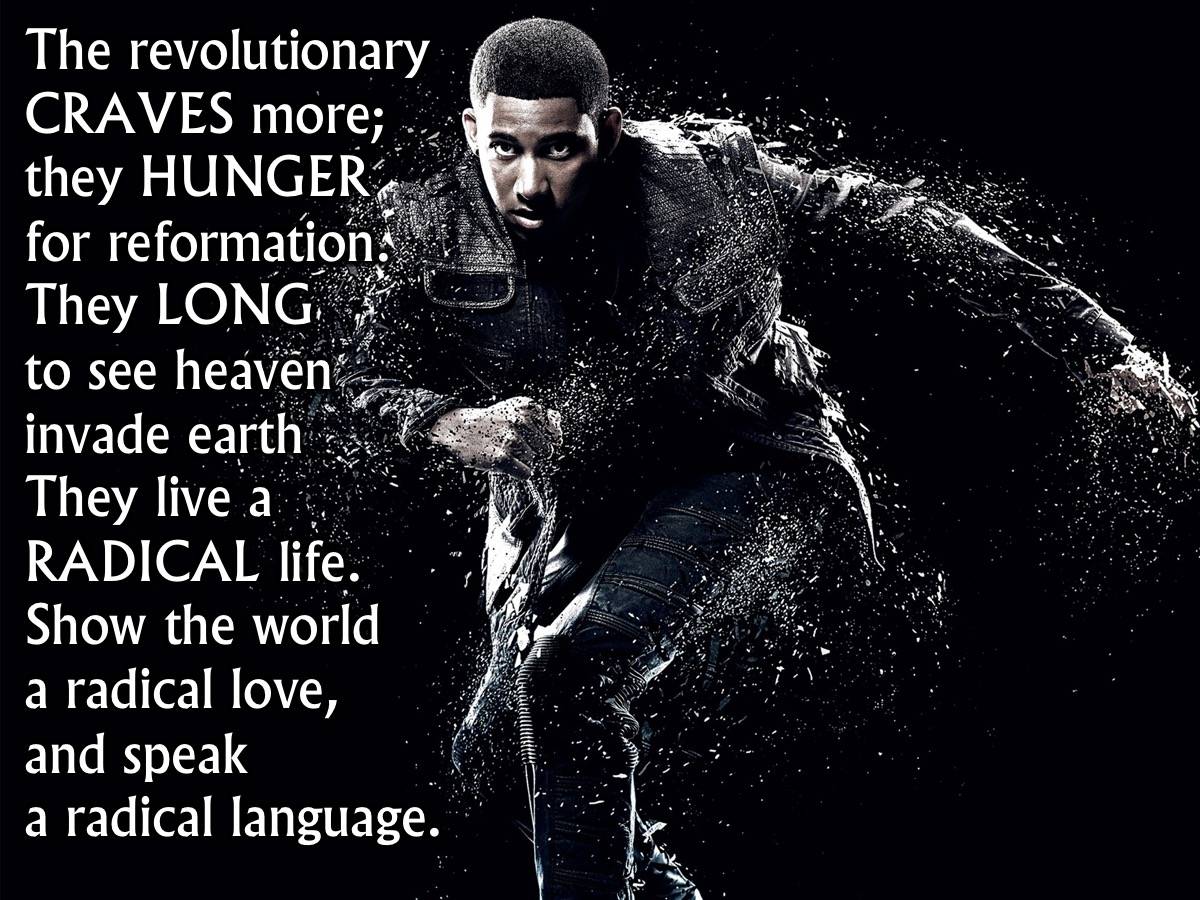 The revolutionary
CRAVES more;
they HUNGER
for reformation.
They LONG
to see heaven
invade earth
They live a
RADICAL life.
Show the world
a radical love,
and speak
a radical language.